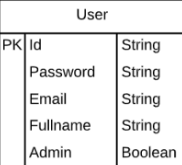 User
PK Id String
Password String
Email String
Fullname String
Admin Boolean